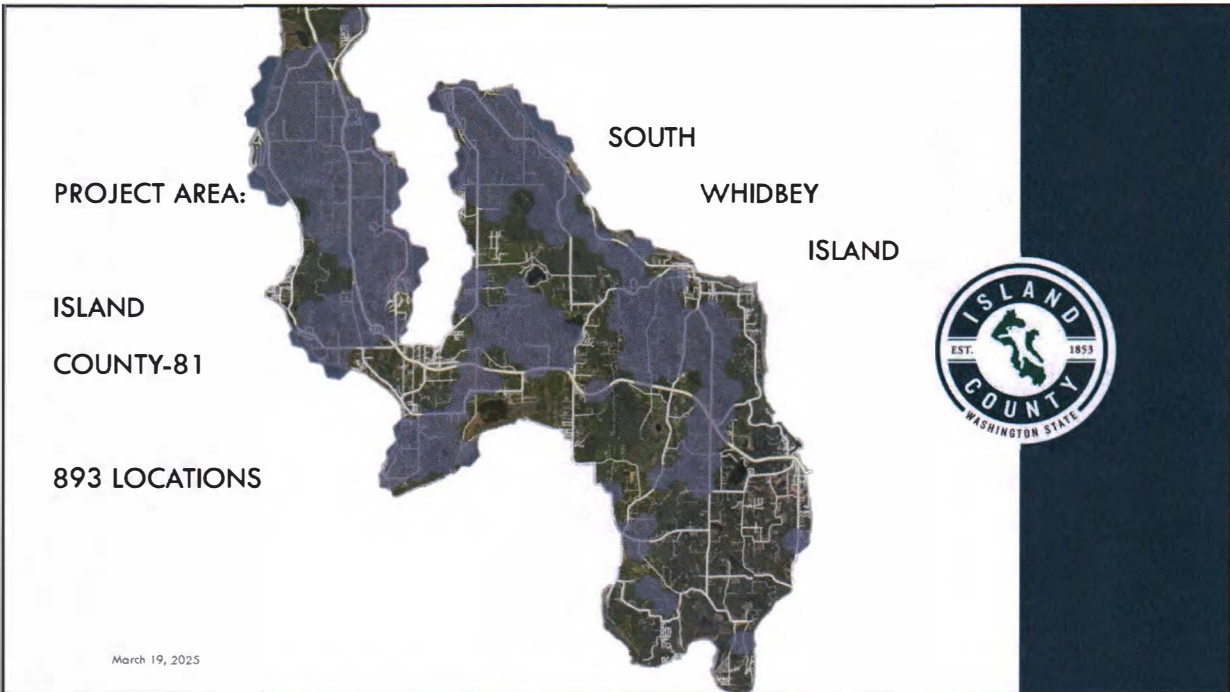 SOUTH
WHIDBEY
ISLAND
PROJECT AREA:
ISLAND
COUNTY-81
893 LOCATIONS
ISLAND
EST. 1853
COUNTY
WASHINGTON STATE
March 19, 2025